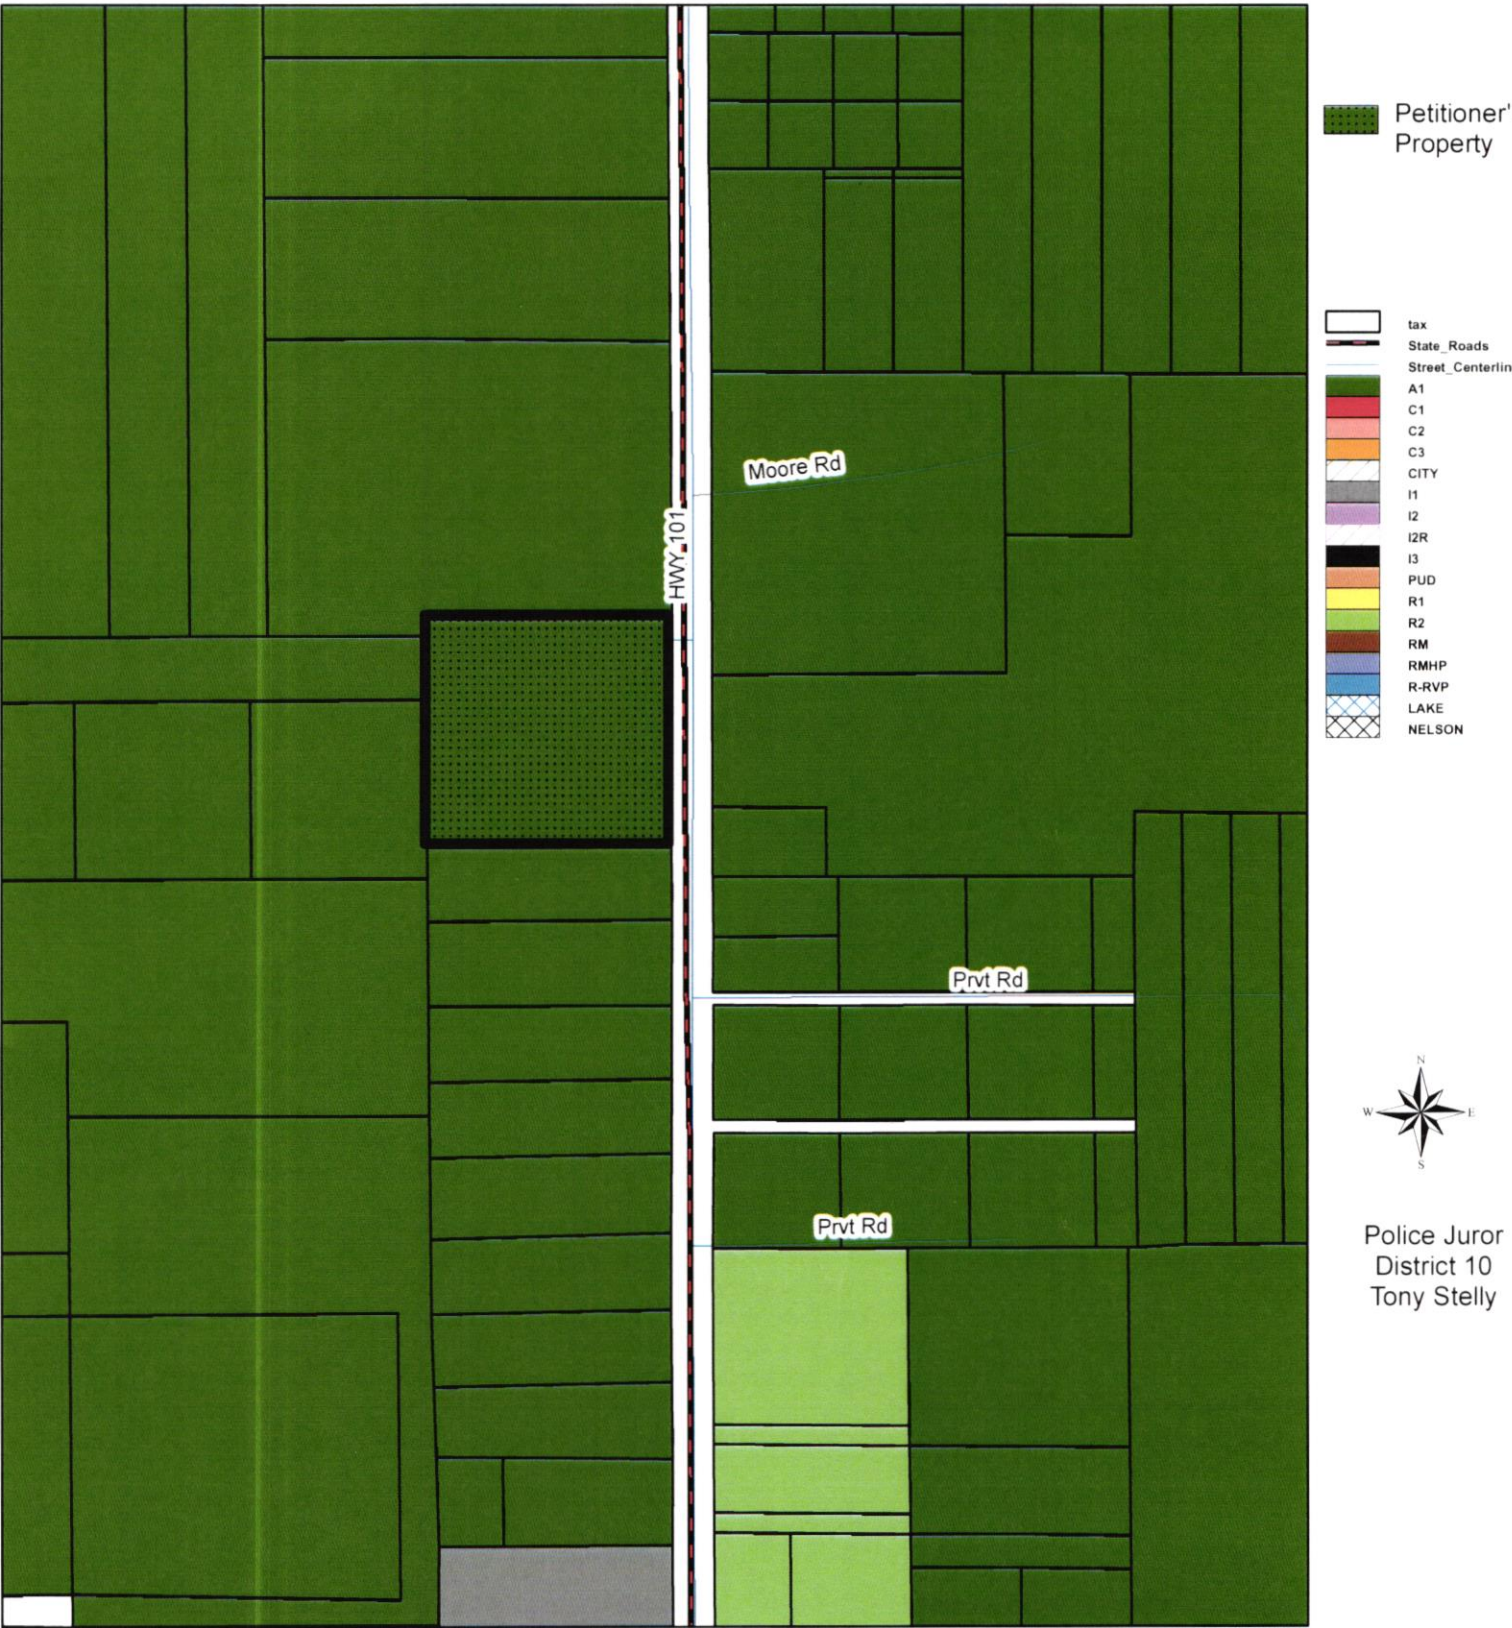 Petitioner'
Property
tax
State_Roads
Street_Centerlin
A1
C1
C2
C3
CITY
I1
I2
I2R
I3
PUD
R1
R2
RM
RMHP
R-RVP
LAKE
NELSON
Moore Rd
HWY 101
Prvt Rd
Prvt Rd
N
W E
S
Police Juror
District 10
Tony Stelly